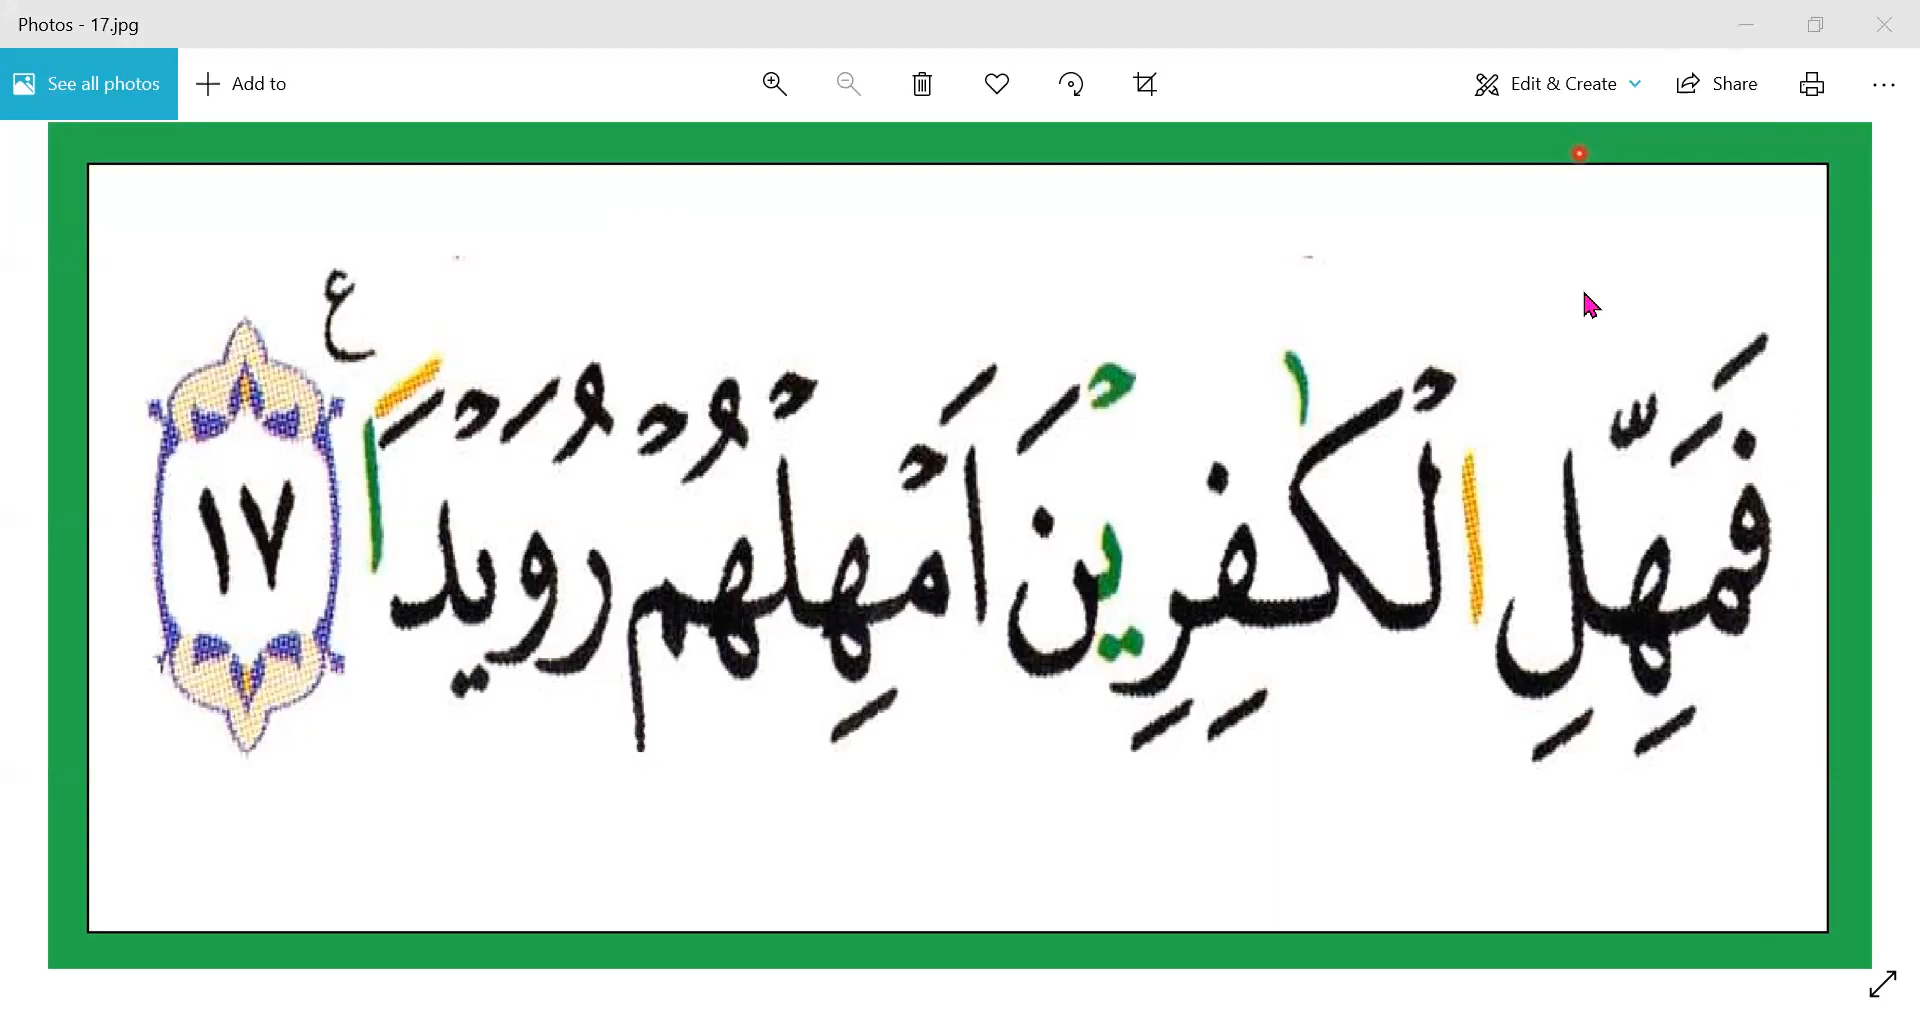 Photos - 17.jpg
See all photos
Add to
Edit & Create
Share
فَمَهِّلِ الْكٰفِرِيْنَ اَمْهِلْهُمْ رُوَيْدًا ع ١٧